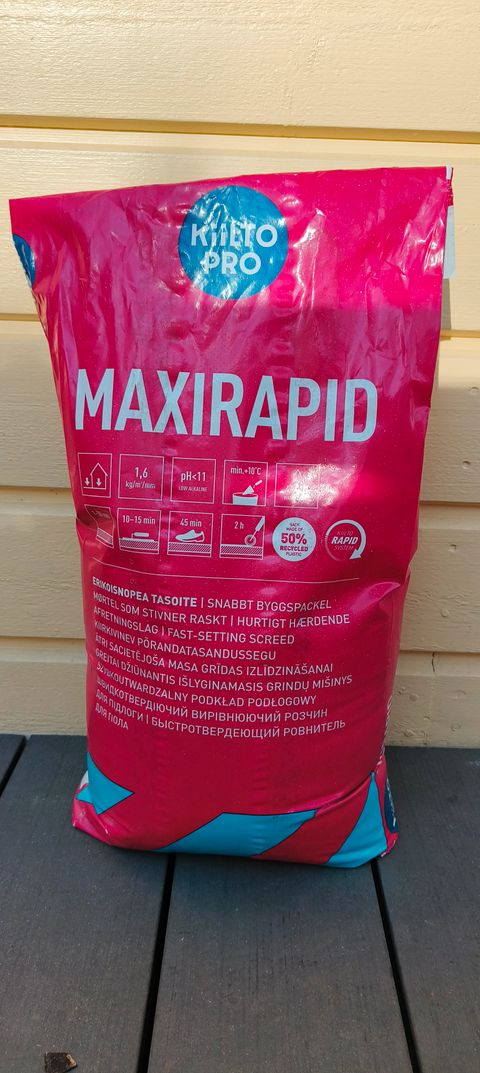 KiiLTO
PRO
MAXIRAPID
1,6
kg/m²/mm
pH<11
LOW ALKALINE
min.+10°C
10–15 min
45 min
2 h
SACK
MADE OF
50%
RECYCLED
PLASTIC
KIILTO
RAPID
SYSTEM
ERIKOISNOPEA TASOITE | SNABBT BYGGSPACKEL
MØRTEL SOM STIVNER RASKT | HURTIGT HÆRDENDE
AFRETNINGSLAG | FAST-SETTING SCREED
KIIRKIVINEV PÕRANDATASANDUSSEGU
ĀTRI SACIETĒJOŠA MASA GRĪDAS IZLĪDZINĀŠANAI
GREITAI DŽIŪNANTIS IŠLYGINAMASIS GRINDŲ MIŠINYS
SZYBKOUTWARDZALNY PODKŁAD PODŁOGOWY
ШВИДКОТВЕРДІЮЧИЙ ВИРІВНЮЮЧИЙ РОЗЧИН
ДЛЯ ПІДЛОГИ | БЫСТРОТВЕРДЕЮЩИЙ РОВНИТЕЛЬ
ДЛЯ ПОЛА